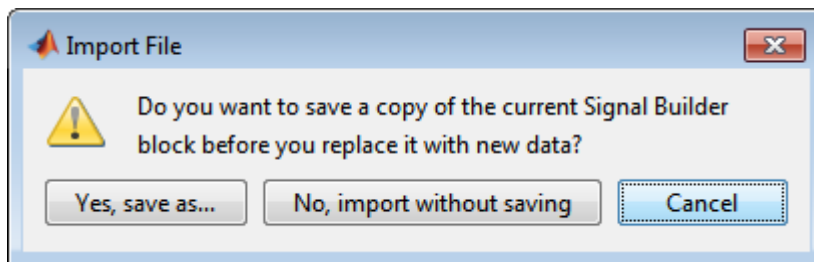 Import File
Do you want to save a copy of the current Signal Builder
block before you replace it with new data?
Yes, save as...
No, import without saving
Cancel